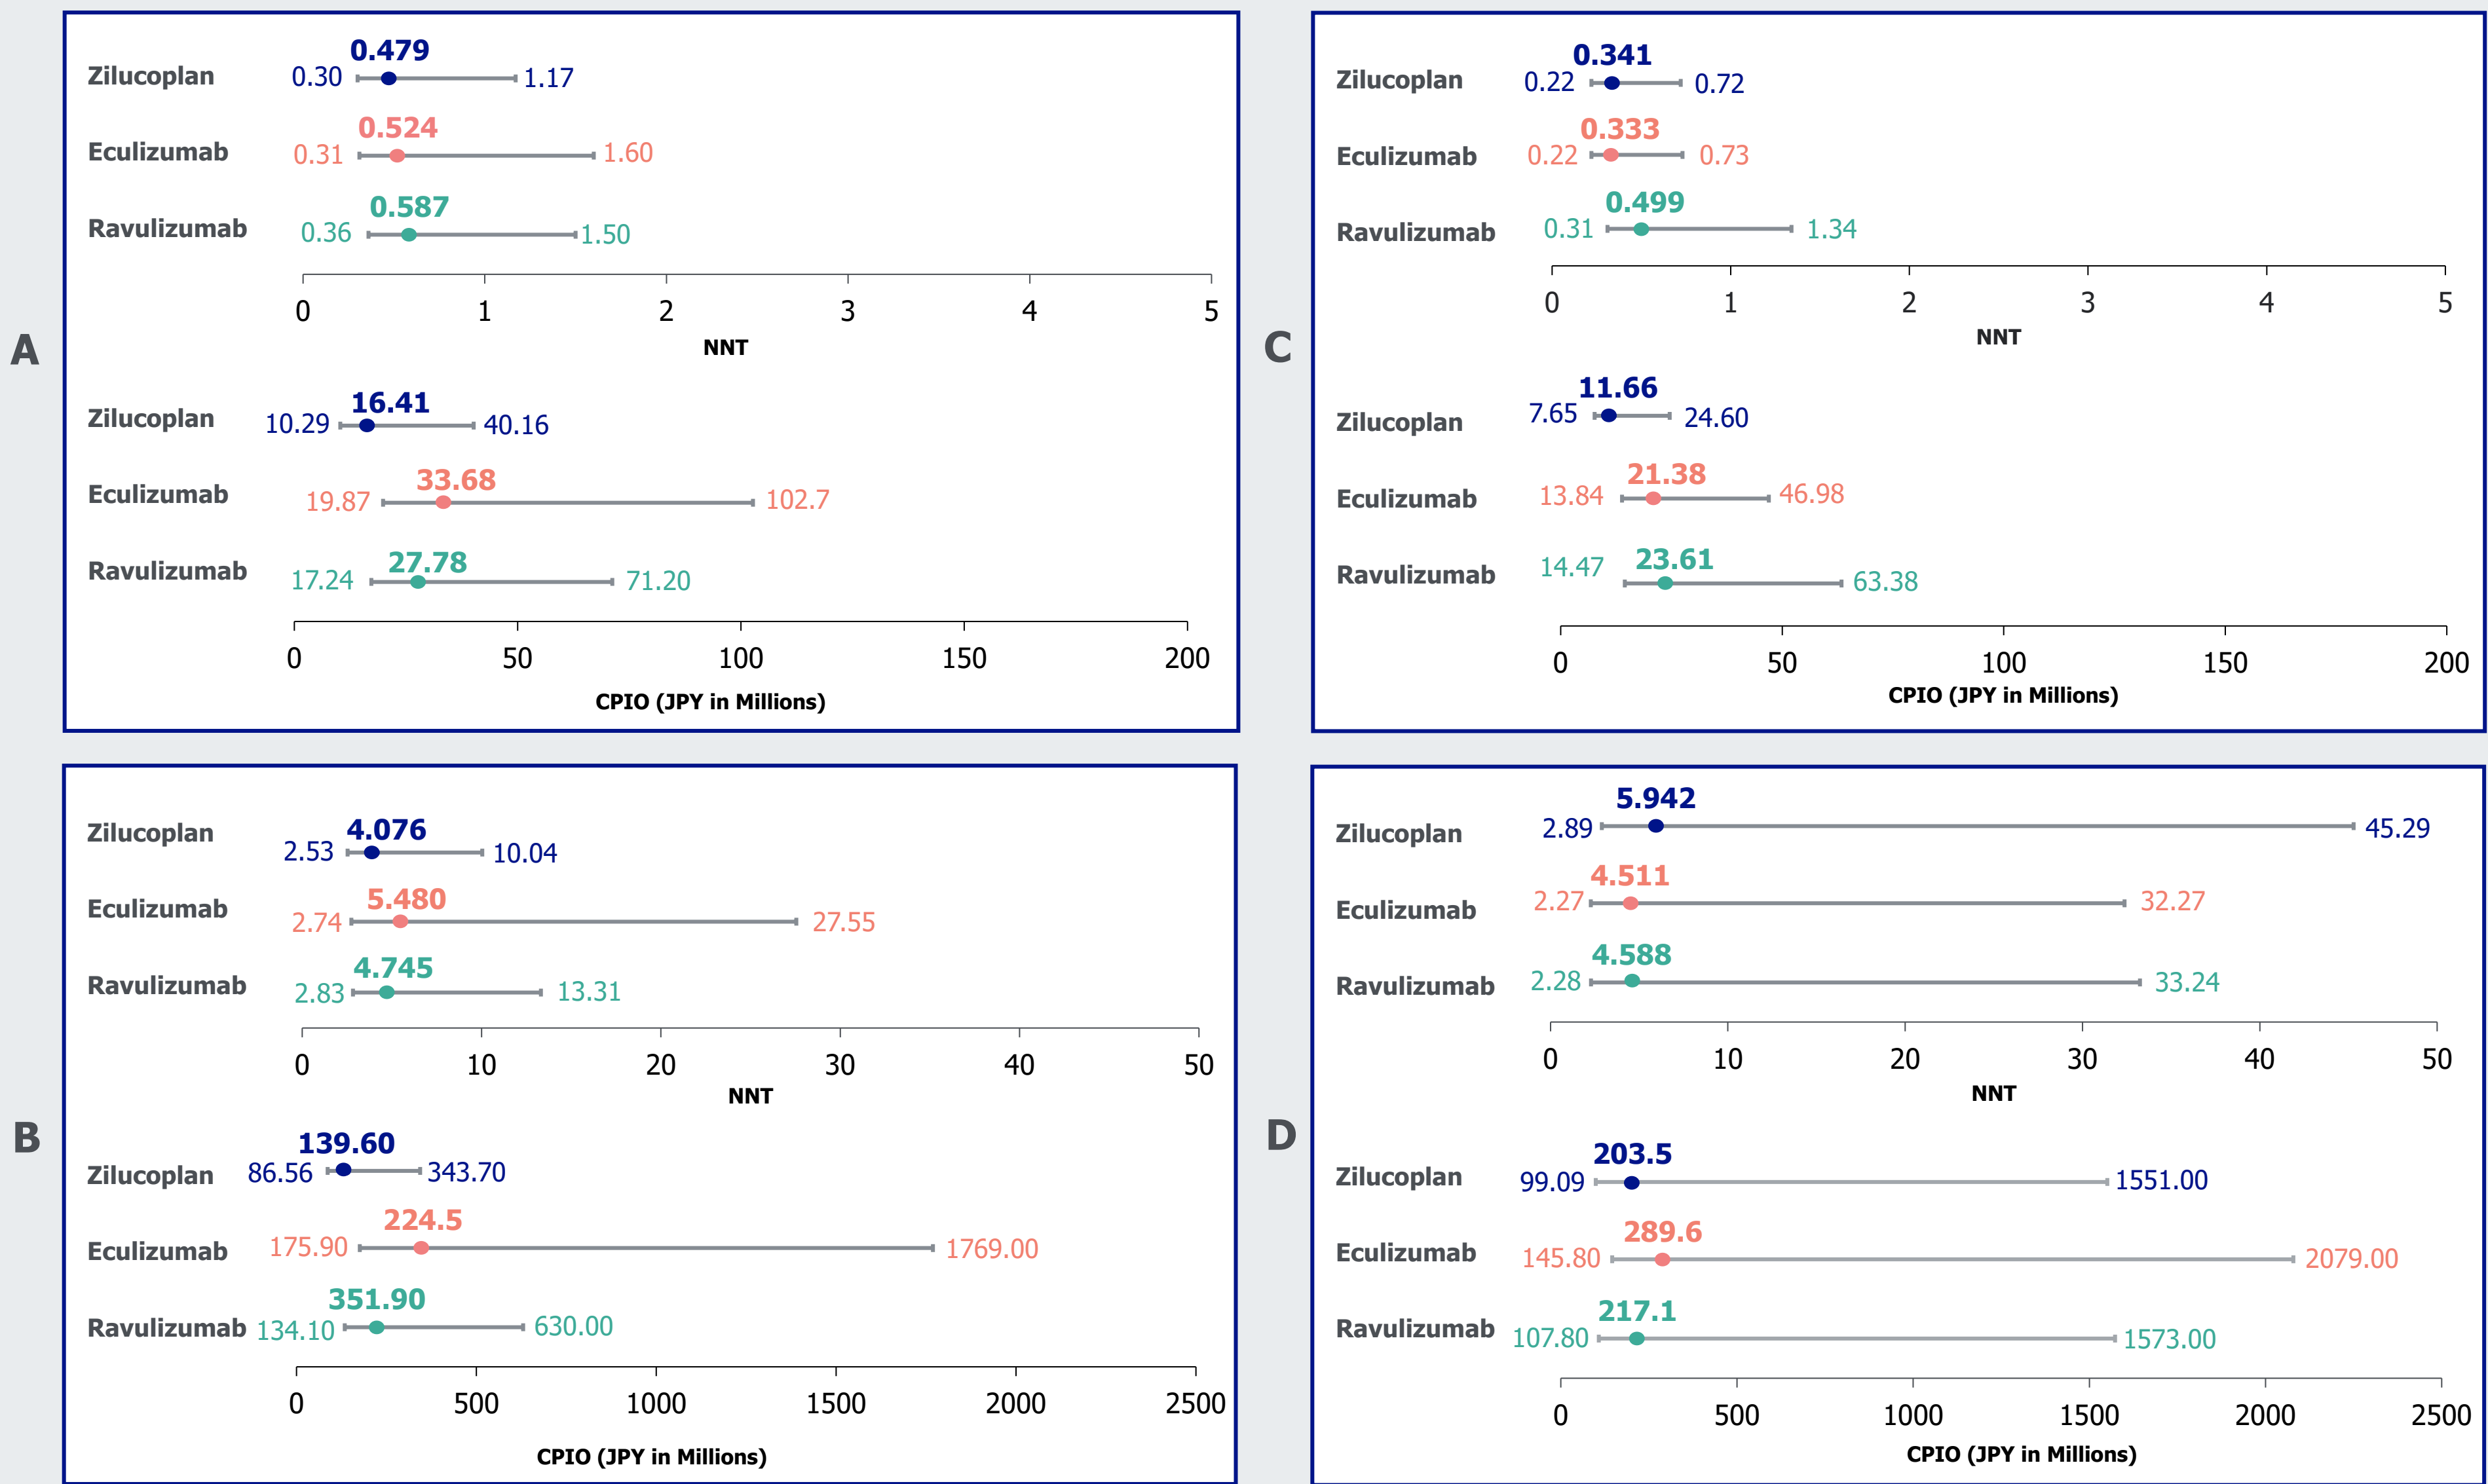 A
0.479
Zilucoplan 0.30 1.17
0.524
Eculizumab 0.31 1.60
0.587
Ravulizumab 0.36 1.50
0 1 2 3 4 5
NNT
16.41
Zilucoplan 10.29 40.16
33.68
Eculizumab 19.87 102.7
27.78
Ravulizumab 17.24 71.20
0 50 100 150 200
CPIO (JPY in Millions)
C
0.341
Zilucoplan 0.22 0.72
0.333
Eculizumab 0.22 0.73
0.499
Ravulizumab 0.31 1.34
0 1 2 3 4 5
NNT
11.66
Zilucoplan 7.65 24.60
21.38
Eculizumab 13.84 46.98
23.61
Ravulizumab 14.47 63.38
0 50 100 150 200
CPIO (JPY in Millions)
B
4.076
Zilucoplan 2.53 10.04
5.480
Eculizumab 2.74 27.55
4.745
Ravulizumab 2.83 13.31
0 10 20 30 40 50
NNT
139.60
Zilucoplan 86.56 343.70
224.5
Eculizumab 175.90 1769.00
351.90
Ravulizumab 134.10 630.00
0 500 1000 1500 2000 2500
CPIO (JPY in Millions)
D
5.942
Zilucoplan 2.89 45.29
4.511
Eculizumab 2.27 32.27
4.588
Ravulizumab 2.28 33.24
0 10 20 30 40 50
NNT
203.5
Zilucoplan 99.09 1551.00
289.6
Eculizumab 145.80 2079.00
217.1
Ravulizumab 107.80 1573.00
0 500 1000 1500 2000 2500
CPIO (JPY in Millions)